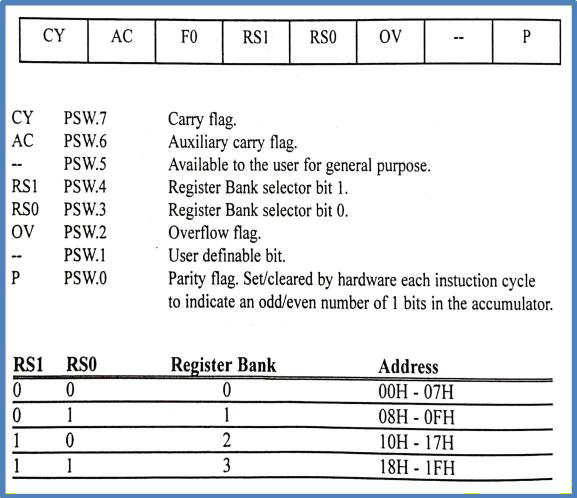 CY AC F0 RS1 RS0 OV -- P
CY PSW.7 Carry flag.
AC PSW.6 Auxiliary carry flag.
-- PSW.5 Available to the user for general purpose.
RS1 PSW.4 Register Bank selector bit 1.
RS0 PSW.3 Register Bank selector bit 0.
OV PSW.2 Overflow flag.
-- PSW.1 User definable bit.
P PSW.0 Parity flag. Set/cleared by hardware each instuction cycle
to indicate an odd/even number of 1 bits in the accumulator.
RS1 RS0 Register Bank Address
0 0 0 00H - 07H
0 1 1 08H - 0FH
1 0 2 10H - 17H
1 1 3 18H - 1FH